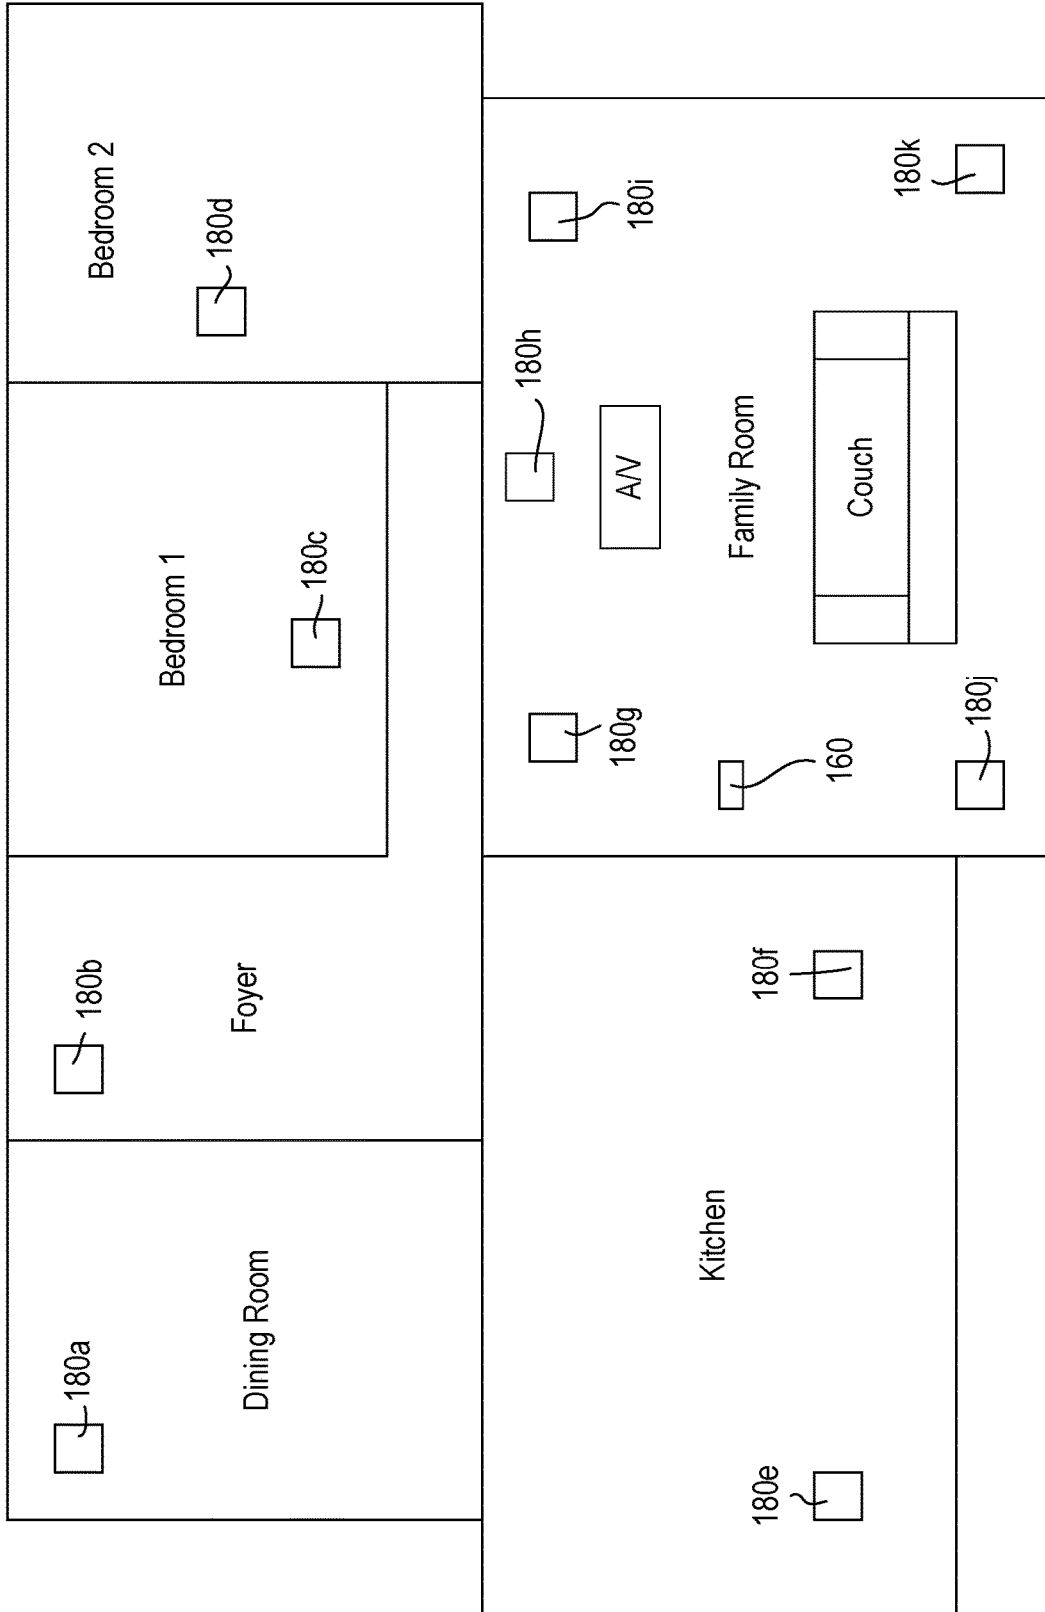 180a
Dining Room
180b
Foyer
Bedroom 1
180c
Bedroom 2
180d
180e
Kitchen
180f
180g
160
180j
180h
A/V
Family Room
Couch
180i
180k